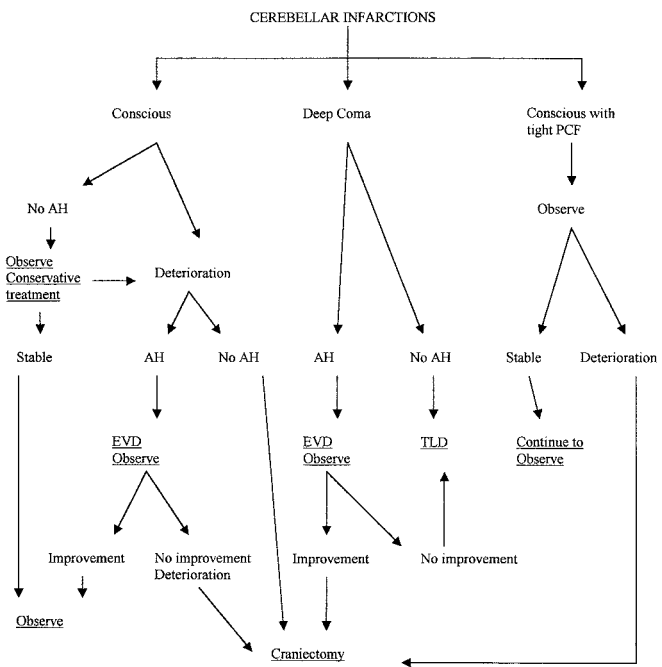 CEREBELLAR INFARCTIONS
Conscious
Deep Coma
Conscious with
tight PCF
No AH
Observe
Observe
Conservative
treatment
Deterioration
Stable
AH
No AH
AH
No AH
Stable
Deterioration
EVD
Observe
EVD
Observe
TLD
Continue to
Observe
Improvement
No improvement
Deterioration
Improvement
No improvement
Observe
Craniectomy